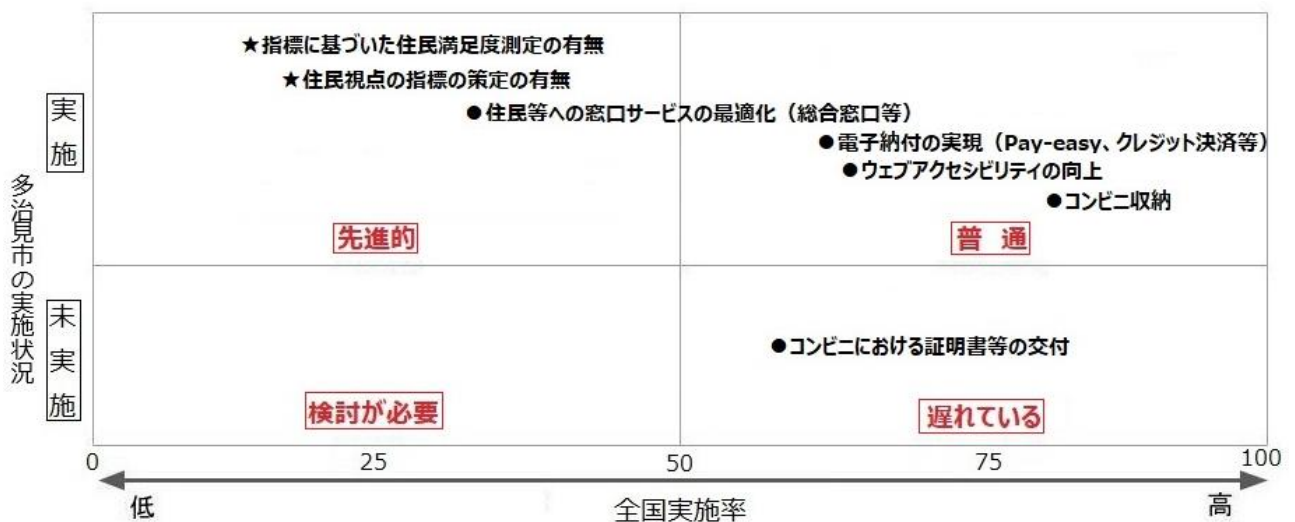 ★指標に基づいた住民満足度測定の有無
★住民視点の指標の策定の有無
●住民等への窓口サービスの最適化（総合窓口等）
●電子納付の実現（Pay-easy、クレジット決済等）
●ウェブアクセシビリティの向上
●コンビニ収納
先進的
普 通
実施
多治見市の実施状況
未実施
●コンビニにおける証明書等の交付
検討が必要
遅れている
0
25
50
75
100
低
全国実施率
高